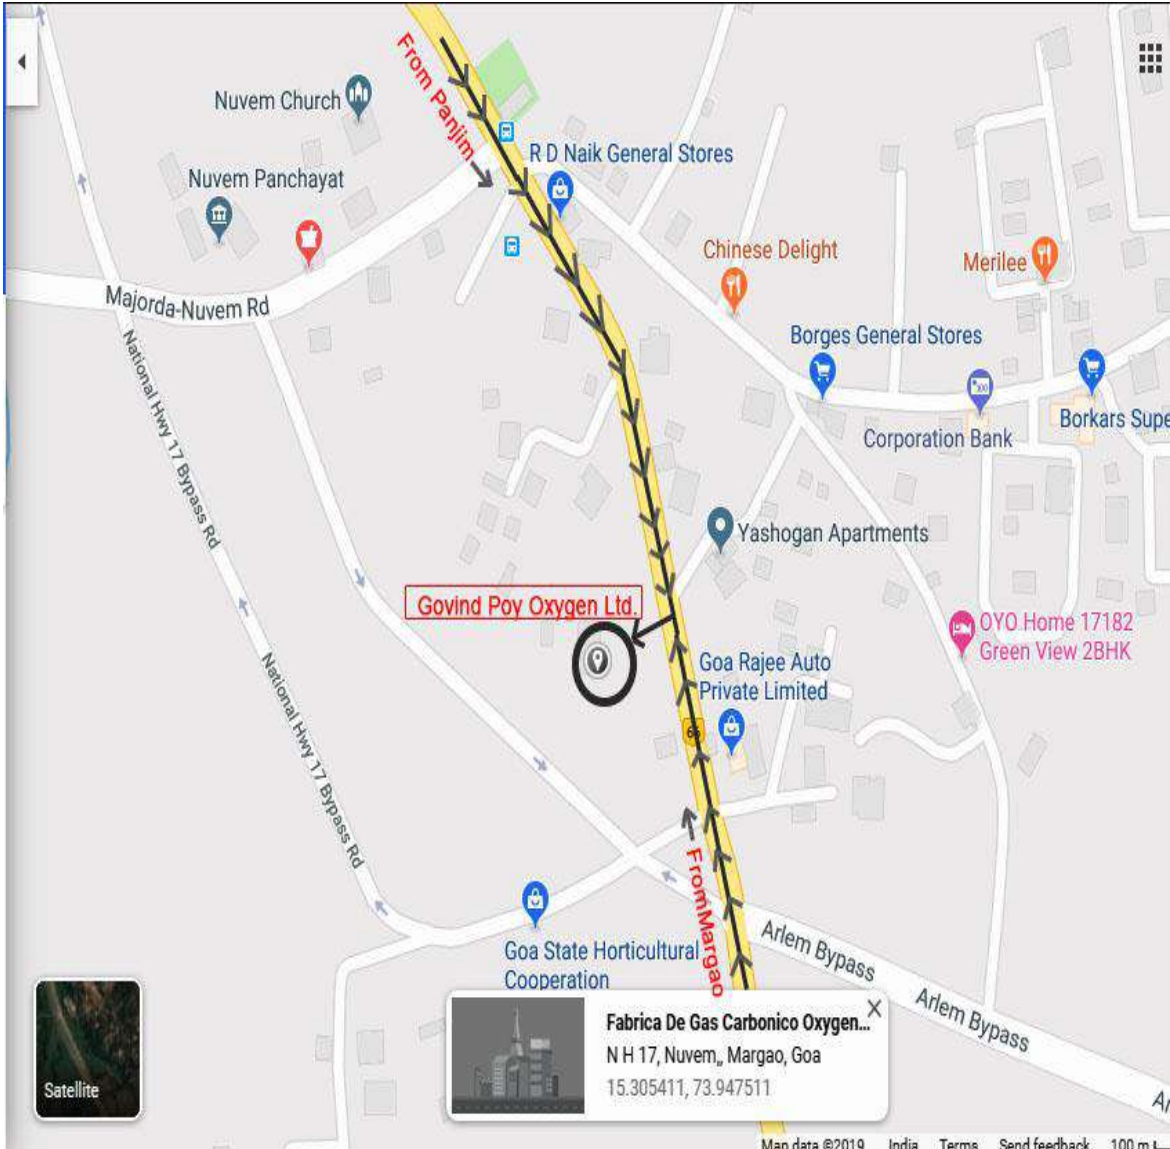 From Panjim
Nuvem Church
R D Naik General Stores
Nuvem Panchayat
Chinese Delight
Merilee
Majorda-Nuvem Rd
Borges General Stores
National Hwy 17 Bypass Rd
Corporation Bank
Borkars Supe
Yashogan Apartments
Govind Poy Oxygen Ltd.
OYO Home 17182
Green View 2BHK
Goa Rajee Auto
Private Limited
National Hwy 17 Bypass Rd
66
FromMargao
Goa State Horticultural
Cooperation
Arlem Bypass
Arlem Bypass
Fabrica De Gas Carbonico Oxygen...
N H 17, Nuvem,, Margao, Goa
15.305411, 73.947511
Satellite
Ar
Map data ©2019 India Terms Send feedback 100 m